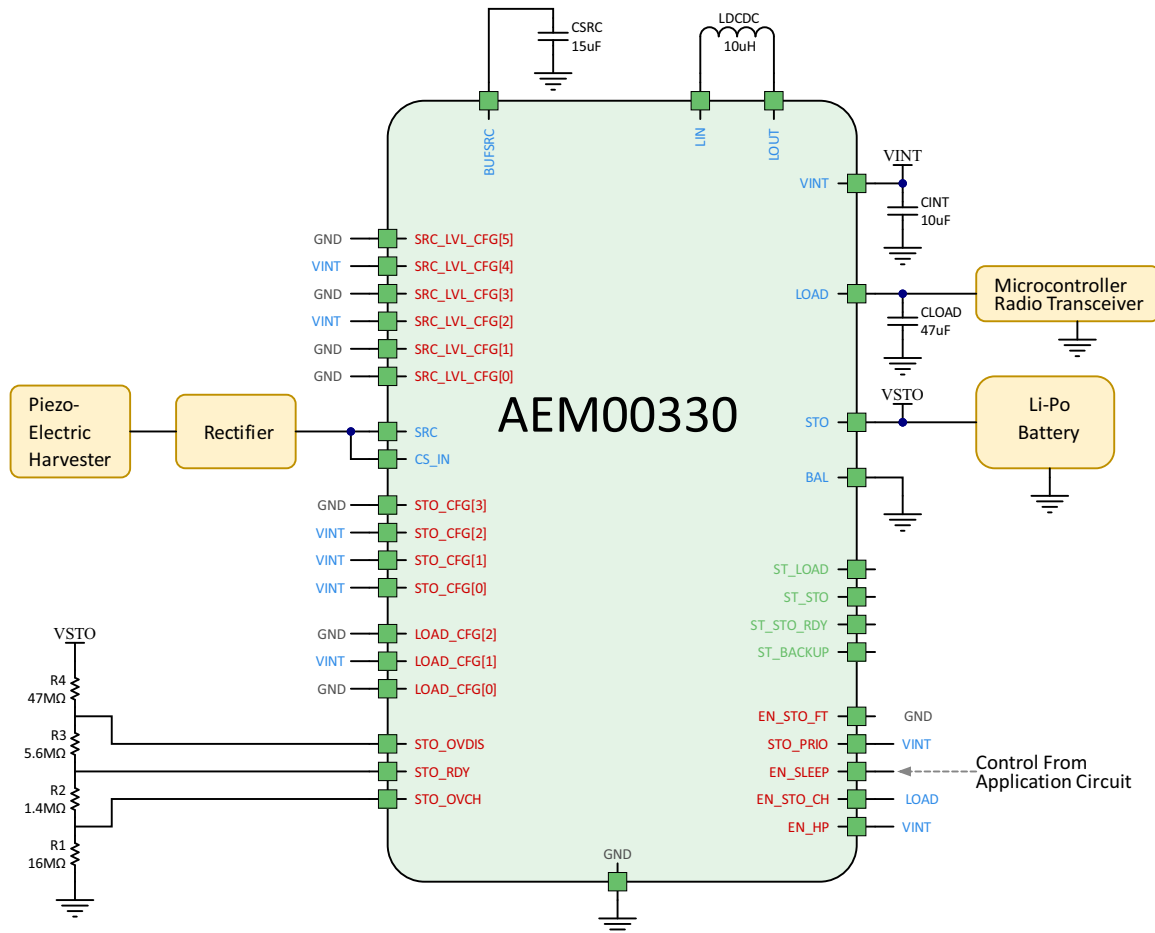 CSRC
15uF
LDCDC
10uH
BUFSRC
LIN
LOUT
VINT
VINT
CINT
10uF
GND SRC_LVL_CFG[5]
VINT SRC_LVL_CFG[4]
GND SRC_LVL_CFG[3]
VINT SRC_LVL_CFG[2]
GND SRC_LVL_CFG[1]
GND SRC_LVL_CFG[0]
LOAD
CLOAD
47uF
Microcontroller
Radio Transceiver
AEM00330
Piezo-
Electric
Harvester
Rectifier
SRC
CS_IN
VSTO
STO
Li-Po
Battery
BAL
GND STO_CFG[3]
VINT STO_CFG[2]
VINT STO_CFG[1]
VINT STO_CFG[0]
ST_LOAD
ST_STO
ST_STO_RDY
ST_BACKUP
GND LOAD_CFG[2]
VINT LOAD_CFG[1]
GND LOAD_CFG[0]
VSTO
R4
47MΩ
R3
5.6MΩ
R2
1.4MΩ
R1
16MΩ
STO_OVDIS
STO_RDY
STO_OVCH
EN_STO_FT GND
STO_PRIO VINT
EN_SLEEP
Control From
Application Circuit
EN_STO_CH LOAD
EN_HP VINT
GND